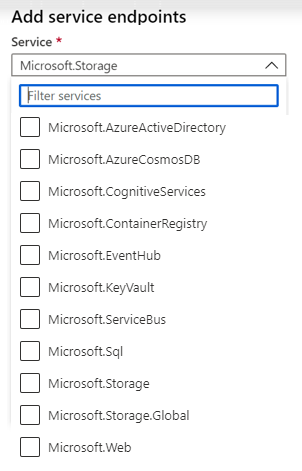 Add service endpoints
Service *
Microsoft.Storage
Filter services
Microsoft.AzureActiveDirectory
Microsoft.AzureCosmosDB
Microsoft.CognitiveServices
Microsoft.ContainerRegistry
Microsoft.EventHub
Microsoft.KeyVault
Microsoft.ServiceBus
Microsoft.Sql
Microsoft.Storage
Microsoft.Storage.Global
Microsoft.Web